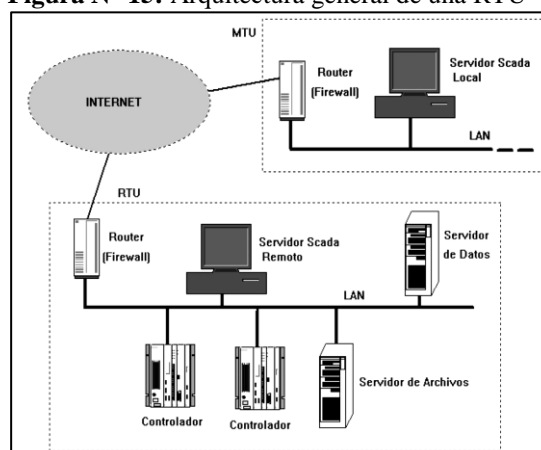 Figura N° 15: Arquitectura general de una RTU
MTU
Router
(Firewall)
Servidor Scada
Local
LAN
INTERNET
RTU
Router
(Firewall)
Servidor Scada
Remoto
Servidor
de Datos
LAN
Controlador
Controlador
Servidor de Archivos